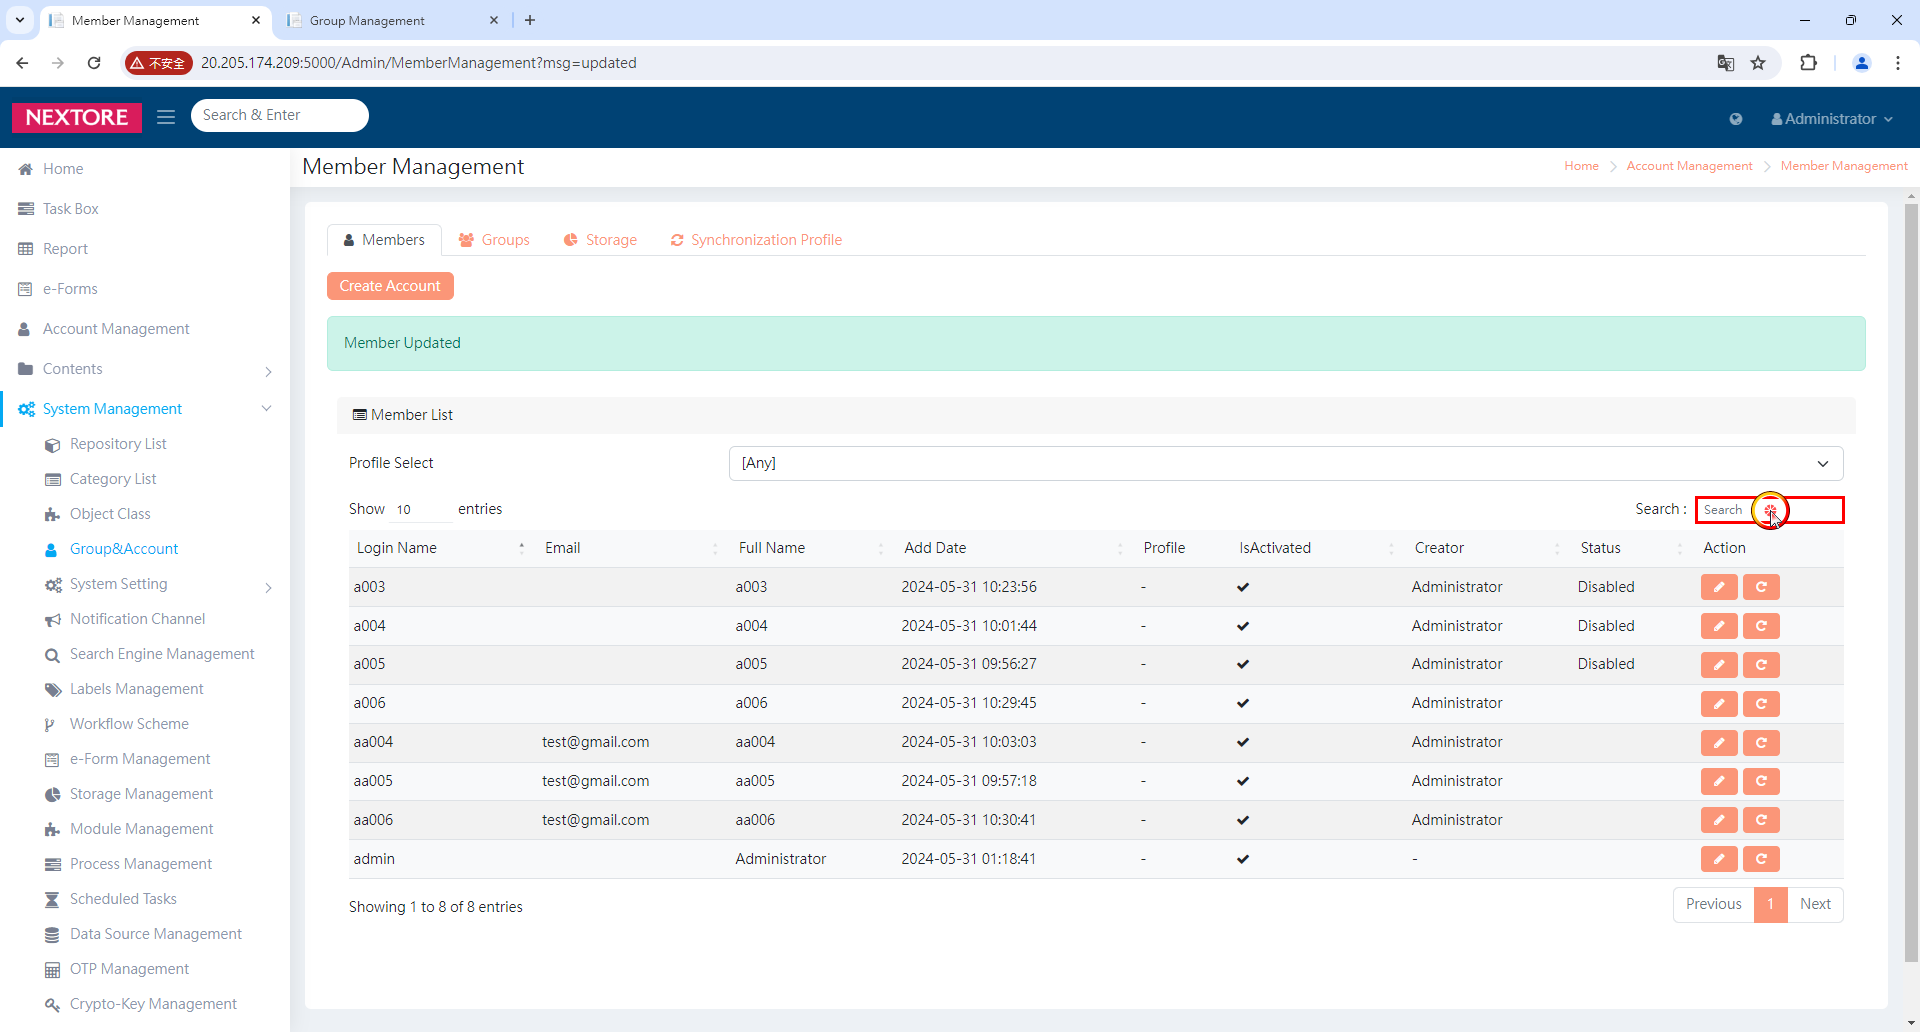 Member Management
Group Management
不安全
20.205.174.209:5000/Admin/MemberManagement?msg=updated
NEXTORE
Search & Enter
Administrator
Home
Task Box
Report
e-Forms
Account Management
Contents
System Management
Repository List
Category List
Object Class
Group&Account
System Setting
Notification Channel
Search Engine Management
Labels Management
Workflow Scheme
e-Form Management
Storage Management
Module Management
Process Management
Scheduled Tasks
Data Source Management
OTP Management
Crypto-Key Management
Member Management
Home > Account Management > Member Management
Members Groups Storage Synchronization Profile
Create Account
Member Updated
Member List
Profile Select [Any]
Show 10 entries Search : Search
Login Name Email Full Name Add Date Profile IsActivated Creator Status Action
a003 a003 2024-05-31 10:23:56 - ✔ Administrator Disabled
a004 a004 2024-05-31 10:01:44 - ✔ Administrator Disabled
a005 a005 2024-05-31 09:56:27 - ✔ Administrator Disabled
a006 a006 2024-05-31 10:29:45 - ✔ Administrator
aa004 test@gmail.com aa004 2024-05-31 10:03:03 - ✔ Administrator
aa005 test@gmail.com aa005 2024-05-31 09:57:18 - ✔ Administrator
aa006 test@gmail.com aa006 2024-05-31 10:30:41 - ✔ Administrator
admin Administrator 2024-05-31 01:18:41 - ✔ -
Showing 1 to 8 of 8 entries Previous 1 Next